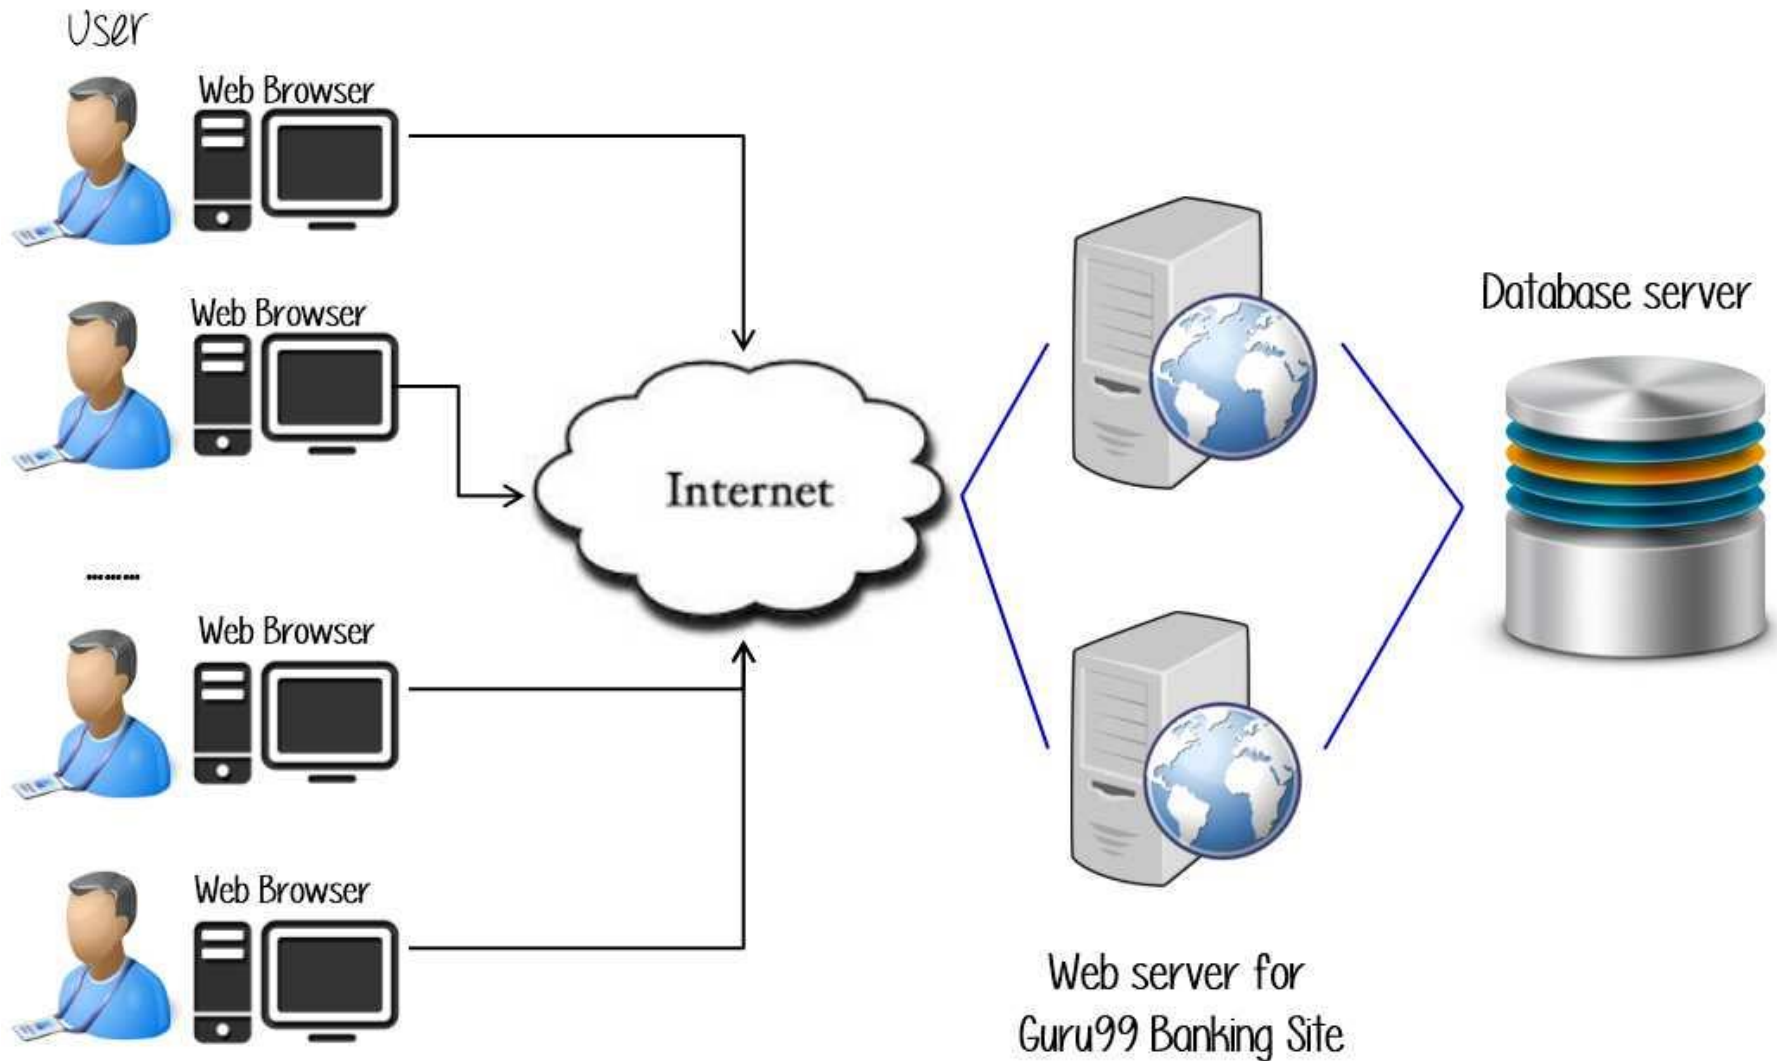 User
Web Browser
Web Browser
………
Web Browser
Web Browser
Internet
Web server for
Guru99 Banking Site
Database server